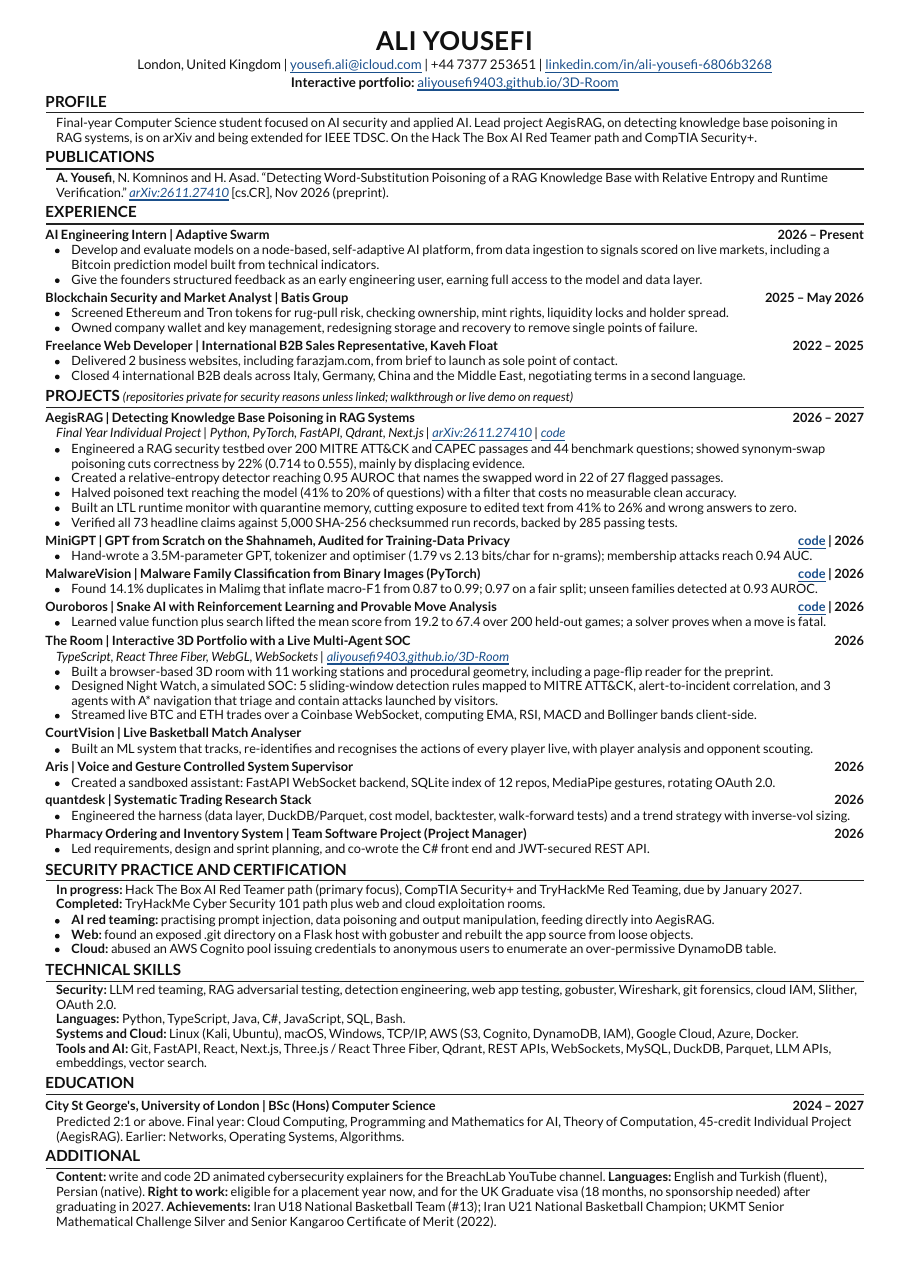 ALI YOUSEFI
London, United Kingdom | yousefi.ali@icloud.com | +44 7377 253651 | linkedin.com/in/ali-yousefi-6806b3268
Interactive portfolio: aliyousefi9403.github.io/3D-Room
PROFILE
Final-year Computer Science student focused on AI security and applied AI. Lead project AegisRAG, on detecting knowledge base poisoning in
RAG systems, is on arXiv and being extended for IEEE TDSC. On the Hack The Box AI Red Teamer path and CompTIA Security+.
PUBLICATIONS
A. Yousefi, N. Komninos and H. Asad. “Detecting Word-Substitution Poisoning of a RAG Knowledge Base with Relative Entropy and Runtime
Verification.” arXiv:2611.27410 [cs.CR], Nov 2026 (preprint).
EXPERIENCE
AI Engineering Intern | Adaptive Swarm 2026 – Present
• Develop and evaluate models on a node-based, self-adaptive AI platform, from data ingestion to signals scored on live markets, including a
Bitcoin prediction model built from technical indicators.
• Give the founders structured feedback as an early engineering user, earning full access to the model and data layer.
Blockchain Security and Market Analyst | Batis Group 2025 – May 2026
• Screened Ethereum and Tron tokens for rug-pull risk, checking ownership, mint rights, liquidity locks and holder spread.
• Owned company wallet and key management, redesigning storage and recovery to remove single points of failure.
Freelance Web Developer | International B2B Sales Representative, Kaveh Float 2022 – 2025
• Delivered 2 business websites, including farazjam.com, from brief to launch as sole point of contact.
• Closed 4 international B2B deals across Italy, Germany, China and the Middle East, negotiating terms in a second language.
PROJECTS (repositories private for security reasons unless linked; walkthrough or live demo on request)
AegisRAG | Detecting Knowledge Base Poisoning in RAG Systems 2026 – 2027
Final Year Individual Project | Python, PyTorch, FastAPI, Qdrant, Next.js | arXiv:2611.27410 | code
• Engineered a RAG security testbed over 200 MITRE ATT&CK and CAPEC passages and 44 benchmark questions; showed synonym-swap
poisoning cuts correctness by 22% (0.714 to 0.555), mainly by displacing evidence.
• Created a relative-entropy detector reaching 0.95 AUROC that names the swapped word in 22 of 27 flagged passages.
• Halved poisoned text reaching the model (41% to 20% of questions) with a filter that costs no measurable clean accuracy.
• Built an LTL runtime monitor with quarantine memory, cutting exposure to edited text from 41% to 26% and wrong answers to zero.
• Verified all 73 headline claims against 5,000 SHA-256 checksummed run records, backed by 285 passing tests.
MiniGPT | GPT from Scratch on the Shahnameh, Audited for Training-Data Privacy code | 2026
• Hand-wrote a 3.5M-parameter GPT, tokenizer and optimiser (1.79 vs 2.13 bits/char for n-grams); membership attacks reach 0.94 AUC.
MalwareVision | Malware Family Classification from Binary Images (PyTorch) code | 2026
• Found 14.1% duplicates in Malimg that inflate macro-F1 from 0.87 to 0.99; 0.97 on a fair split; unseen families detected at 0.93 AUROC.
Ouroboros | Snake AI with Reinforcement Learning and Provable Move Analysis code | 2026
• Learned value function plus search lifted the mean score from 19.2 to 67.4 over 200 held-out games; a solver proves when a move is fatal.
The Room | Interactive 3D Portfolio with a Live Multi-Agent SOC 2026
TypeScript, React Three Fiber, WebGL, WebSockets | aliyousefi9403.github.io/3D-Room
• Built a browser-based 3D room with 11 working stations and procedural geometry, including a page-flip reader for the preprint.
• Designed Night Watch, a simulated SOC: 5 sliding-window detection rules mapped to MITRE ATT&CK, alert-to-incident correlation, and 3
agents with A* navigation that triage and contain attacks launched by visitors.
• Streamed live BTC and ETH trades over a Coinbase WebSocket, computing EMA, RSI, MACD and Bollinger bands client-side.
CourtVision | Live Basketball Match Analyser
• Built an ML system that tracks, re-identifies and recognises the actions of every player live, with player analysis and opponent scouting.
Aris | Voice and Gesture Controlled System Supervisor 2026
• Created a sandboxed assistant: FastAPI WebSocket backend, SQLite index of 12 repos, MediaPipe gestures, rotating OAuth 2.0.
quantdesk | Systematic Trading Research Stack 2026
• Engineered the harness (data layer, DuckDB/Parquet, cost model, backtester, walk-forward tests) and a trend strategy with inverse-vol sizing.
Pharmacy Ordering and Inventory System | Team Software Project (Project Manager) 2026
• Led requirements, design and sprint planning, and co-wrote the C# front end and JWT-secured REST API.
SECURITY PRACTICE AND CERTIFICATION
In progress: Hack The Box AI Red Teamer path (primary focus), CompTIA Security+ and TryHackMe Red Teaming, due by January 2027.
Completed: TryHackMe Cyber Security 101 path plus web and cloud exploitation rooms.
• AI red teaming: practising prompt injection, data poisoning and output manipulation, feeding directly into AegisRAG.
• Web: found an exposed .git directory on a Flask host with gobuster and rebuilt the app source from loose objects.
• Cloud: abused an AWS Cognito pool issuing credentials to anonymous users to enumerate an over-permissive DynamoDB table.
TECHNICAL SKILLS
Security: LLM red teaming, RAG adversarial testing, detection engineering, web app testing, gobuster, Wireshark, git forensics, cloud IAM, Slither,
OAuth 2.0.
Languages: Python, TypeScript, Java, C#, JavaScript, SQL, Bash.
Systems and Cloud: Linux (Kali, Ubuntu), macOS, Windows, TCP/IP, AWS (S3, Cognito, DynamoDB, IAM), Google Cloud, Azure, Docker.
Tools and AI: Git, FastAPI, React, Next.js, Three.js / React Three Fiber, Qdrant, REST APIs, WebSockets, MySQL, DuckDB, Parquet, LLM APIs,
embeddings, vector search.
EDUCATION
City St George's, University of London | BSc (Hons) Computer Science 2024 – 2027
Predicted 2:1 or above. Final year: Cloud Computing, Programming and Mathematics for AI, Theory of Computation, 45-credit Individual Project
(AegisRAG). Earlier: Networks, Operating Systems, Algorithms.
ADDITIONAL
Content: write and code 2D animated cybersecurity explainers for the BreachLab YouTube channel. Languages: English and Turkish (fluent),
Persian (native). Right to work: eligible for a placement year now, and for the UK Graduate visa (18 months, no sponsorship needed) after
graduating in 2027. Achievements: Iran U18 National Basketball Team (#13); Iran U21 National Basketball Champion; UKMT Senior
Mathematical Challenge Silver and Senior Kangaroo Certificate of Merit (2022).